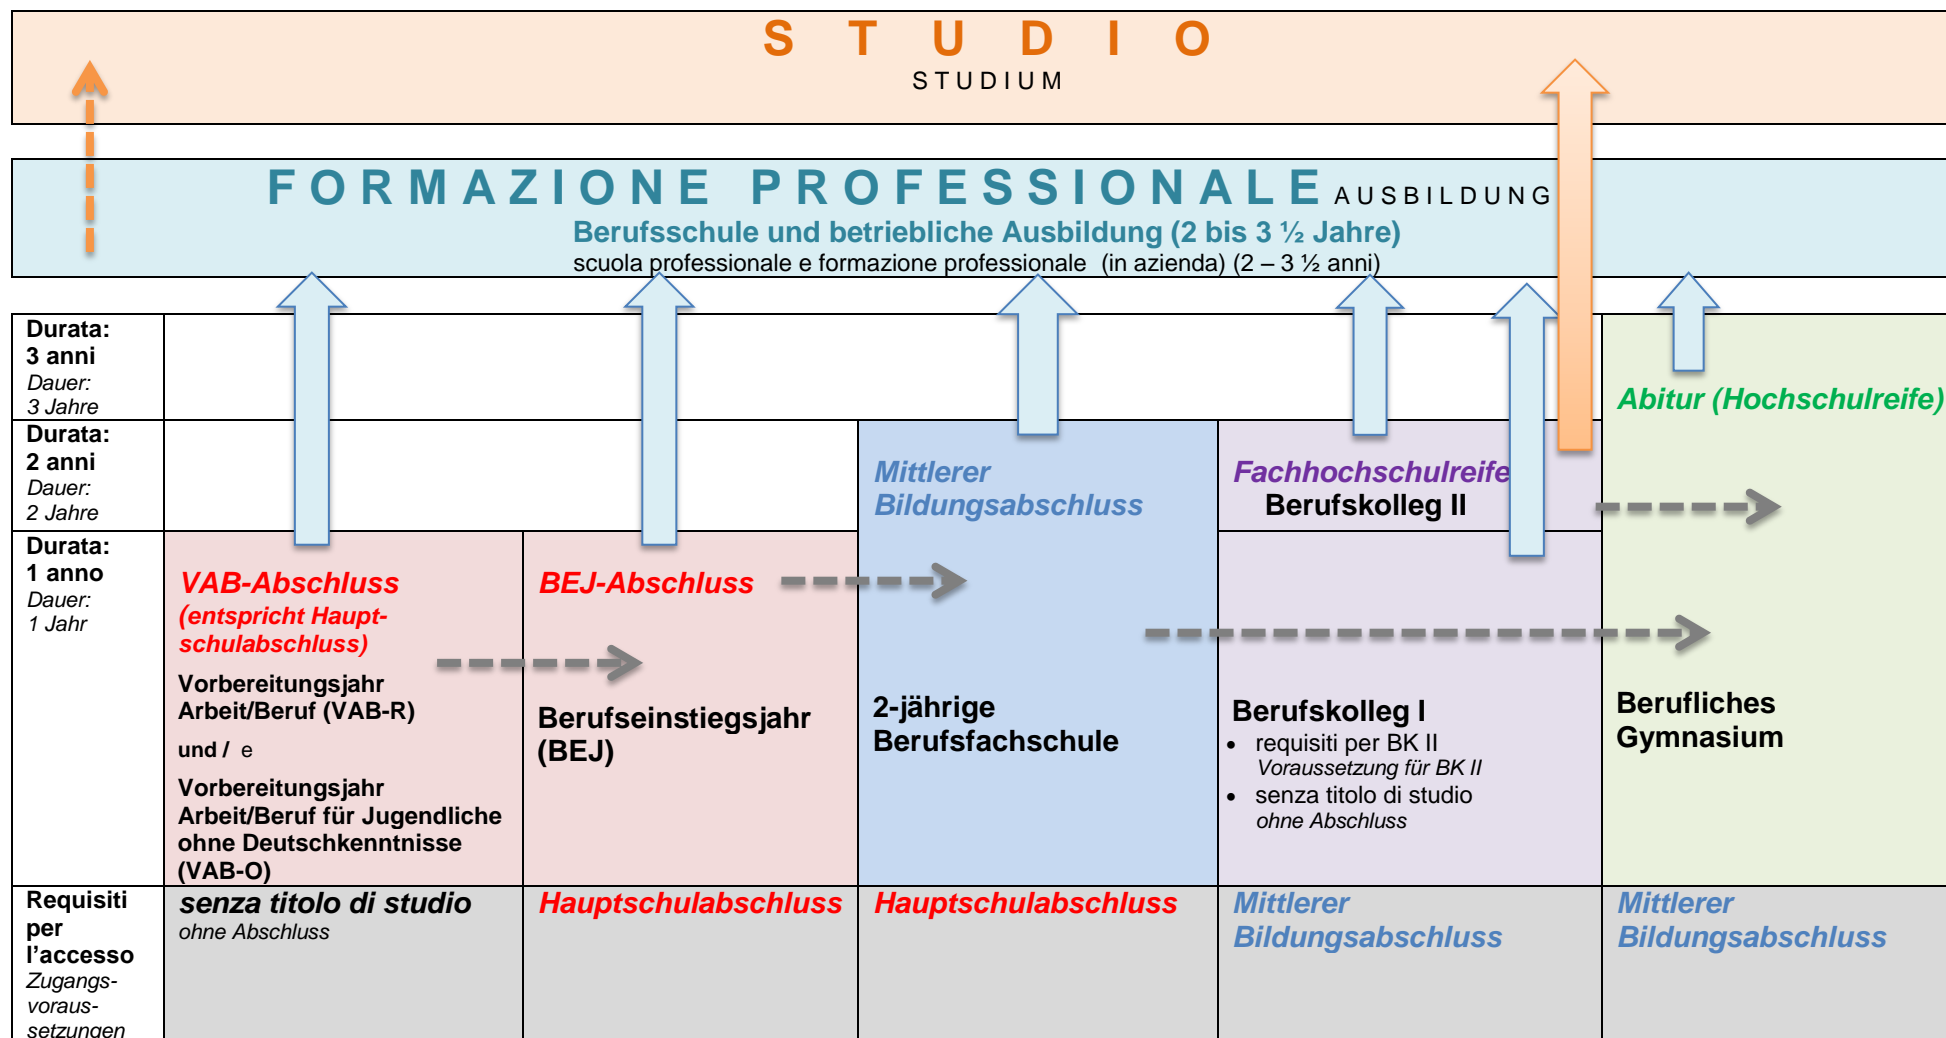 S T U D I O
STUDIUM
FORMAZIONE PROFESSIONALE AUSBILDUNG
Berufsschule und betriebliche Ausbildung (2 bis 3 ½ Jahre)
scuola professionale e formazione professionale (in azienda) (2 – 3 ½ anni)
Durata:
3 anni
Dauer:
3 Jahre
Abitur (Hochschulreife)
Durata:
2 anni
Dauer:
2 Jahre
Mittlerer
Bildungsabschluss
Fachhochschulreife
Berufskolleg II
Durata:
1 anno
Dauer:
1 Jahr
VAB-Abschluss
(entspricht Haupt-
schulabschluss)
Vorbereitungsjahr
Arbeit/Beruf (VAB-R)
und / e
Vorbereitungsjahr
Arbeit/Beruf für Jugendliche
ohne Deutschkenntnisse
(VAB-O)
BEJ-Abschluss
Berufseinstiegsjahr
(BEJ)
2-jährige
Berufsfachschule
Berufskolleg I
• requisiti per BK II
Voraussetzung für BK II
• senza titolo di studio
ohne Abschluss
Berufliches
Gymnasium
Requisiti
per
l'accesso
Zugangs-
voraus-
setzungen
senza titolo di studio
ohne Abschluss
Hauptschulabschluss
Hauptschulabschluss
Mittlerer
Bildungsabschluss
Mittlerer
Bildungsabschluss